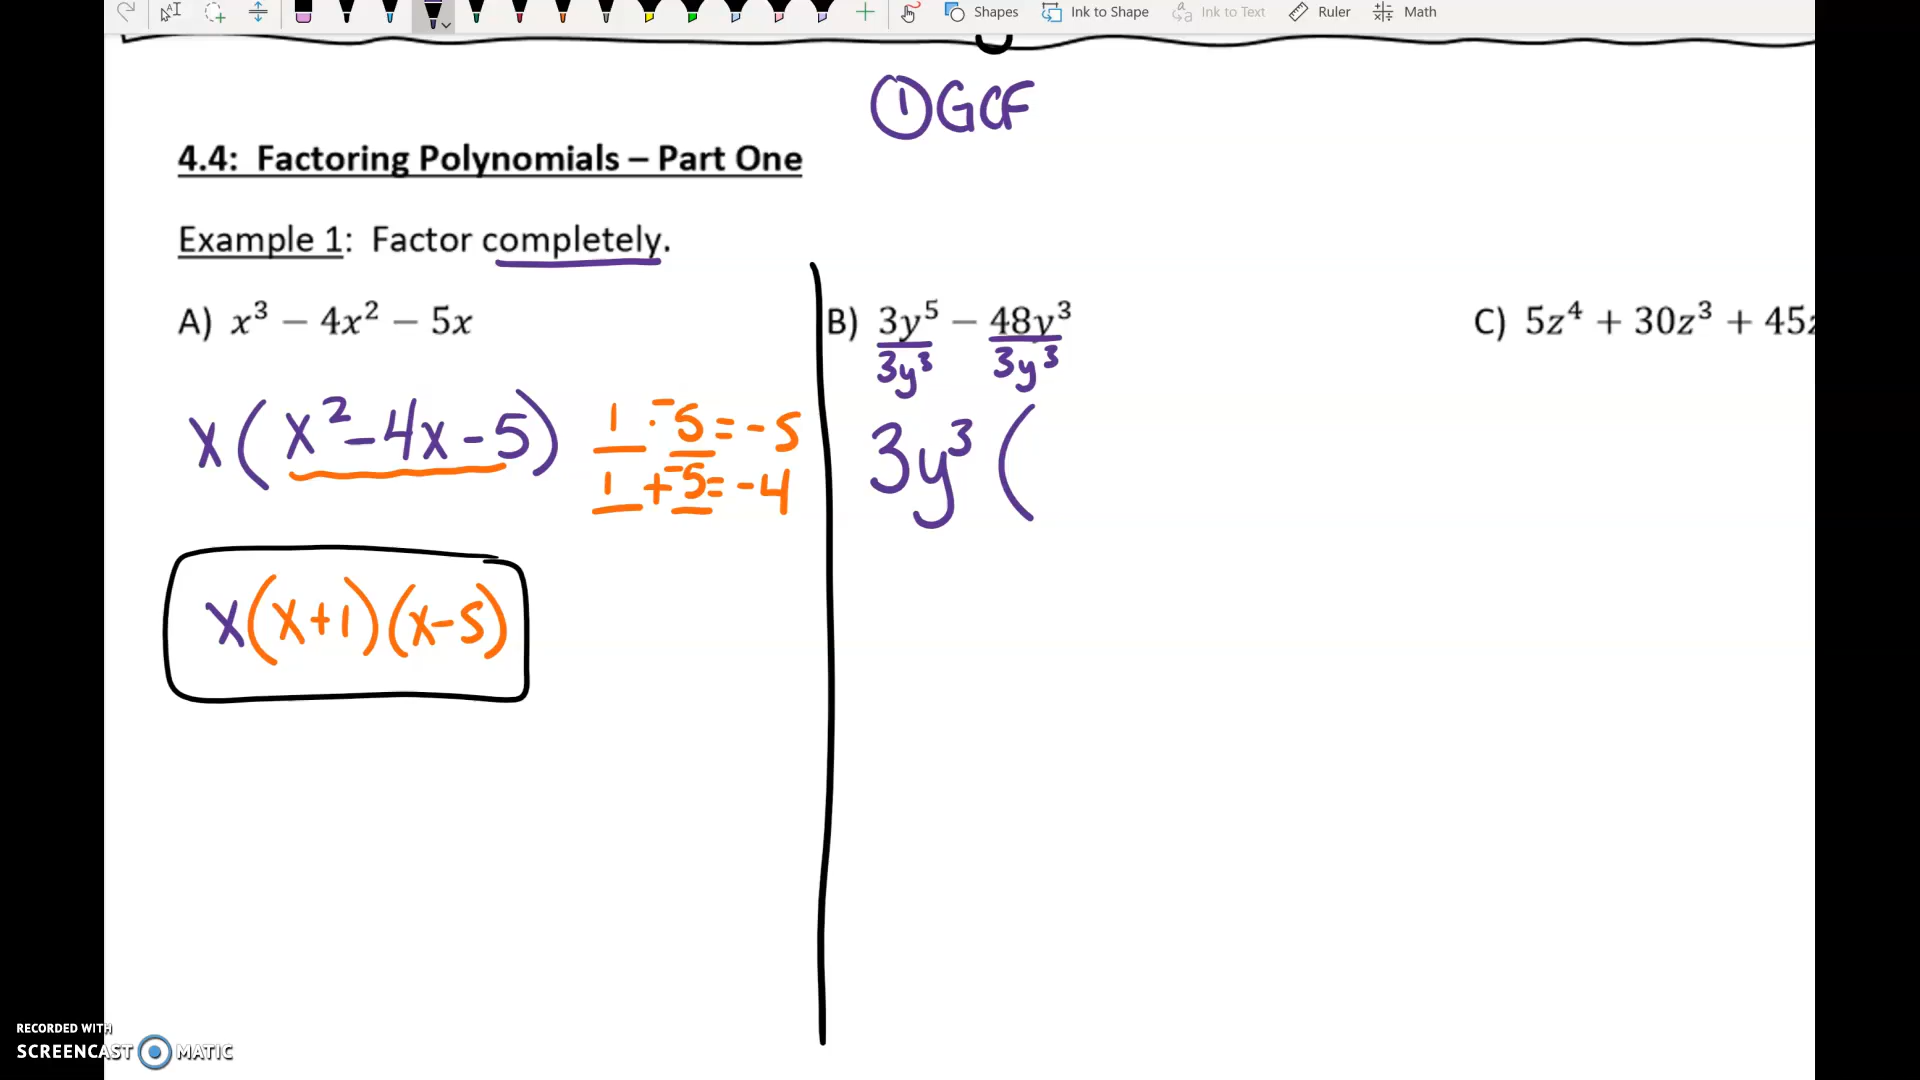 Shapes Ink to Shape Ink to Text Ruler Math
① GCF
4.4: Factoring Polynomials – Part One
Example 1: Factor completely.
A) x³ − 4x² − 5x
x(x²-4x-5)
1 · -5 = -5
1 + -5 = -4
x(x+1)(x-5)
B) 3y⁵ − 48y³
3y³ 3y³
3y³(
C) 5z⁴ + 30z³ + 45
RECORDED WITH
SCREENCAST MATIC